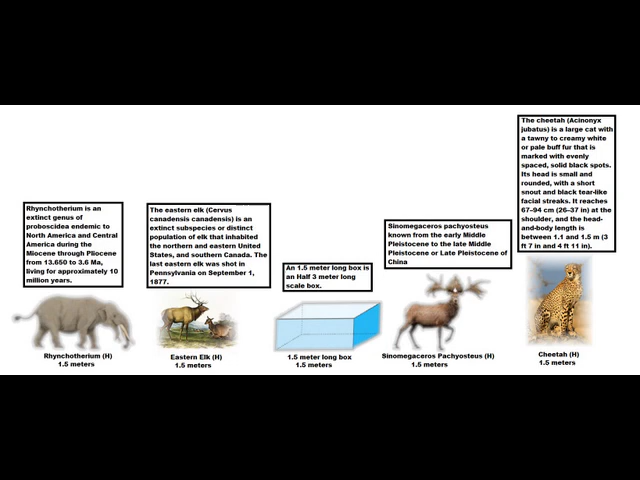 Rhynchotherium is an
extinct genus of
proboscidea endemic to
North America and Central
America during the
Miocene through Pliocene
from 13.650 to 3.6 Ma,
living for approximately 10
million years.
Rhynchotherium (H)
1.5 meters
The eastern elk (Cervus
canadensis canadensis) is an
extinct subspecies or distinct
population of elk that inhabited
the northern and eastern United
States, and southern Canada. The
last eastern elk was shot in
Pennsylvania on September 1,
1877.
Eastern Elk (H)
1.5 meters
An 1.5 meter long box is
an Half 3 meter long
scale box.
1.5 meter long box
1.5 meters
Sinomegaceros pachyosteus
known from the early Middle
Pleistocene to the late Middle
Pleistocene or Late Pleistocene of
China
Sinomegaceros Pachyosteus (H)
1.5 meters
The cheetah (Acinonyx
jubatus) is a large cat with
a tawny to creamy white
or pale buff fur that is
marked with evenly
spaced, solid black spots.
Its head is small and
rounded, with a short
snout and black tear-like
facial streaks. It reaches
67–94 cm (26–37 in) at the
shoulder, and the head-
and-body length is
between 1.1 and 1.5 m (3
ft 7 in and 4 ft 11 in).
Cheetah (H)
1.5 meters